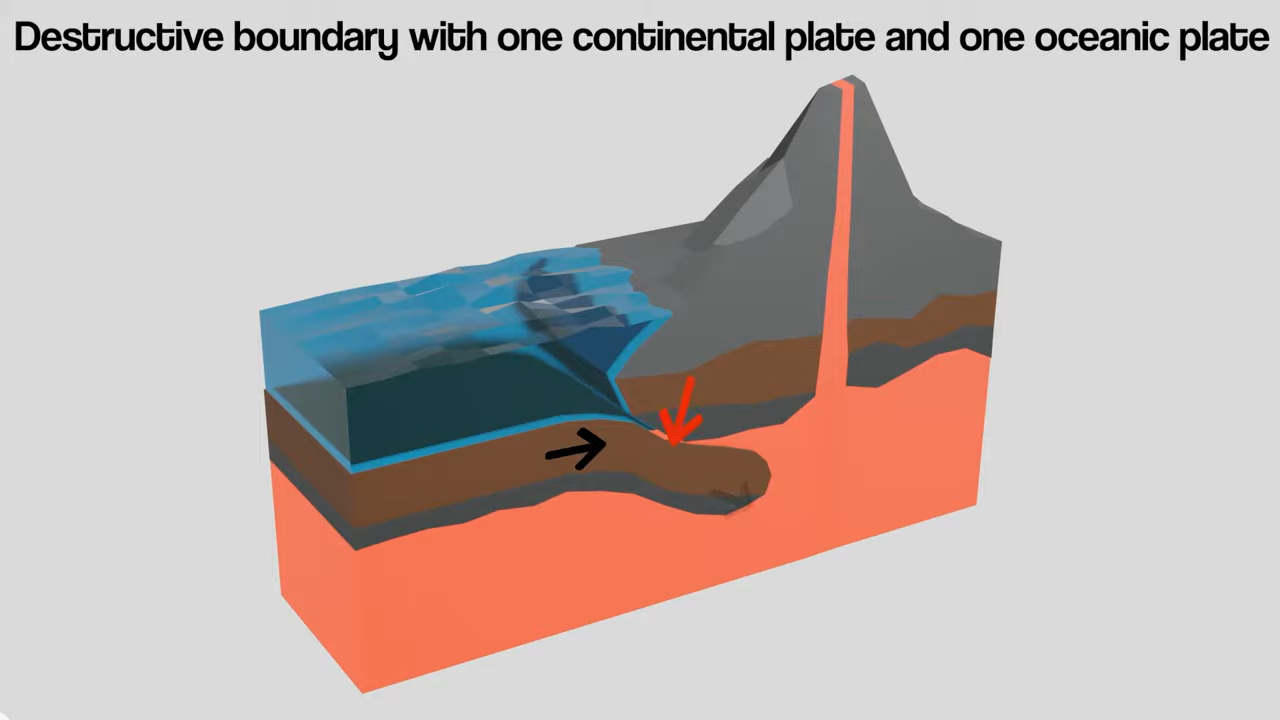 Destructive boundary with one continental plate and one oceanic plate